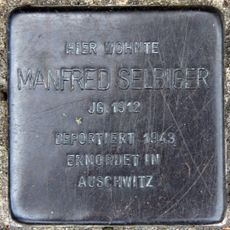 HIER WOHNTE
MANFRED SELBIGER
JG. 1912
DEPORTIERT 1943
ERMORDET IN
AUSCHWITZ